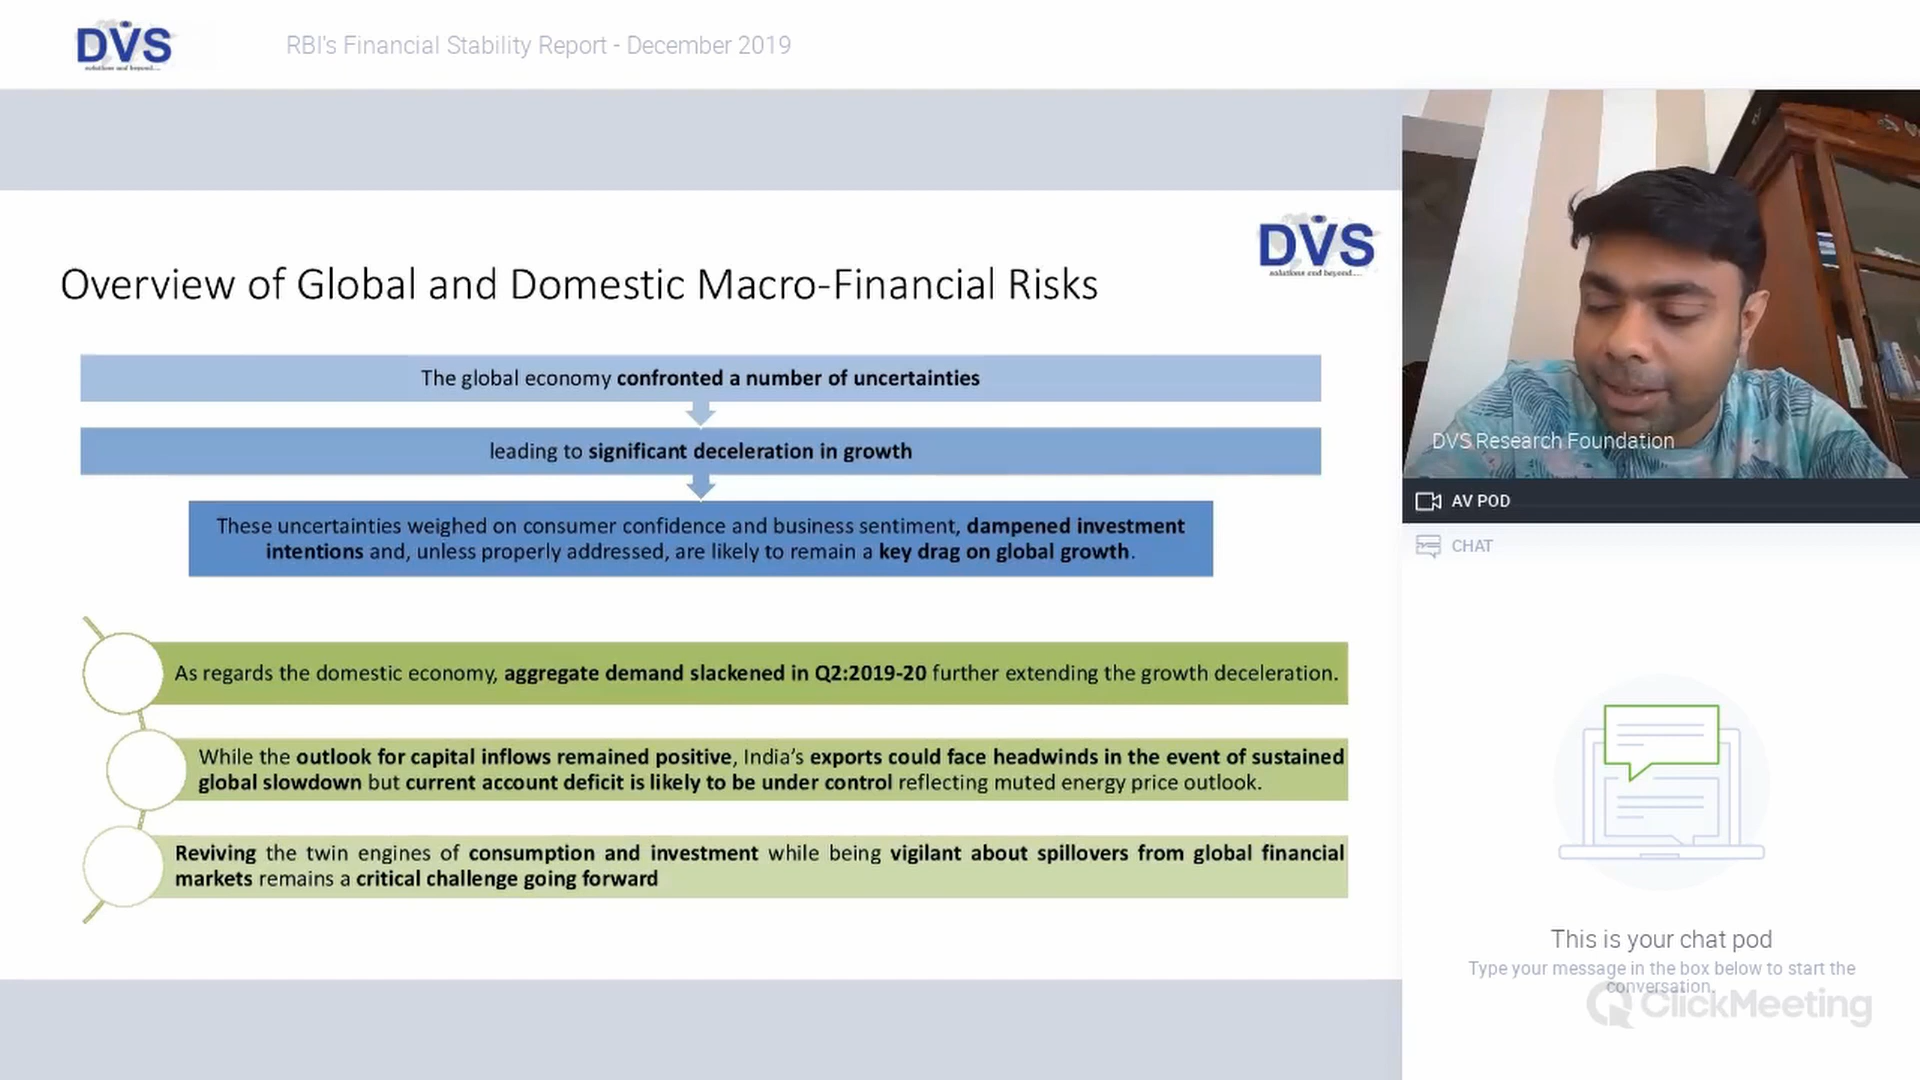 DVS
solutions and beyond....
RBI's Financial Stability Report - December 2019
DVS
solutions and beyond....
Overview of Global and Domestic Macro-Financial Risks
The global economy confronted a number of uncertainties
leading to significant deceleration in growth
These uncertainties weighed on consumer confidence and business sentiment, dampened investment
intentions and, unless properly addressed, are likely to remain a key drag on global growth.
As regards the domestic economy, aggregate demand slackened in Q2:2019-20 further extending the growth deceleration.
While the outlook for capital inflows remained positive, India's exports could face headwinds in the event of sustained
global slowdown but current account deficit is likely to be under control reflecting muted energy price outlook.
Reviving the twin engines of consumption and investment while being vigilant about spillovers from global financial
markets remains a critical challenge going forward
DVS Research Foundation
AV POD
CHAT
This is your chat pod
Type your message in the box below to start the
conversation.
ClickMeeting